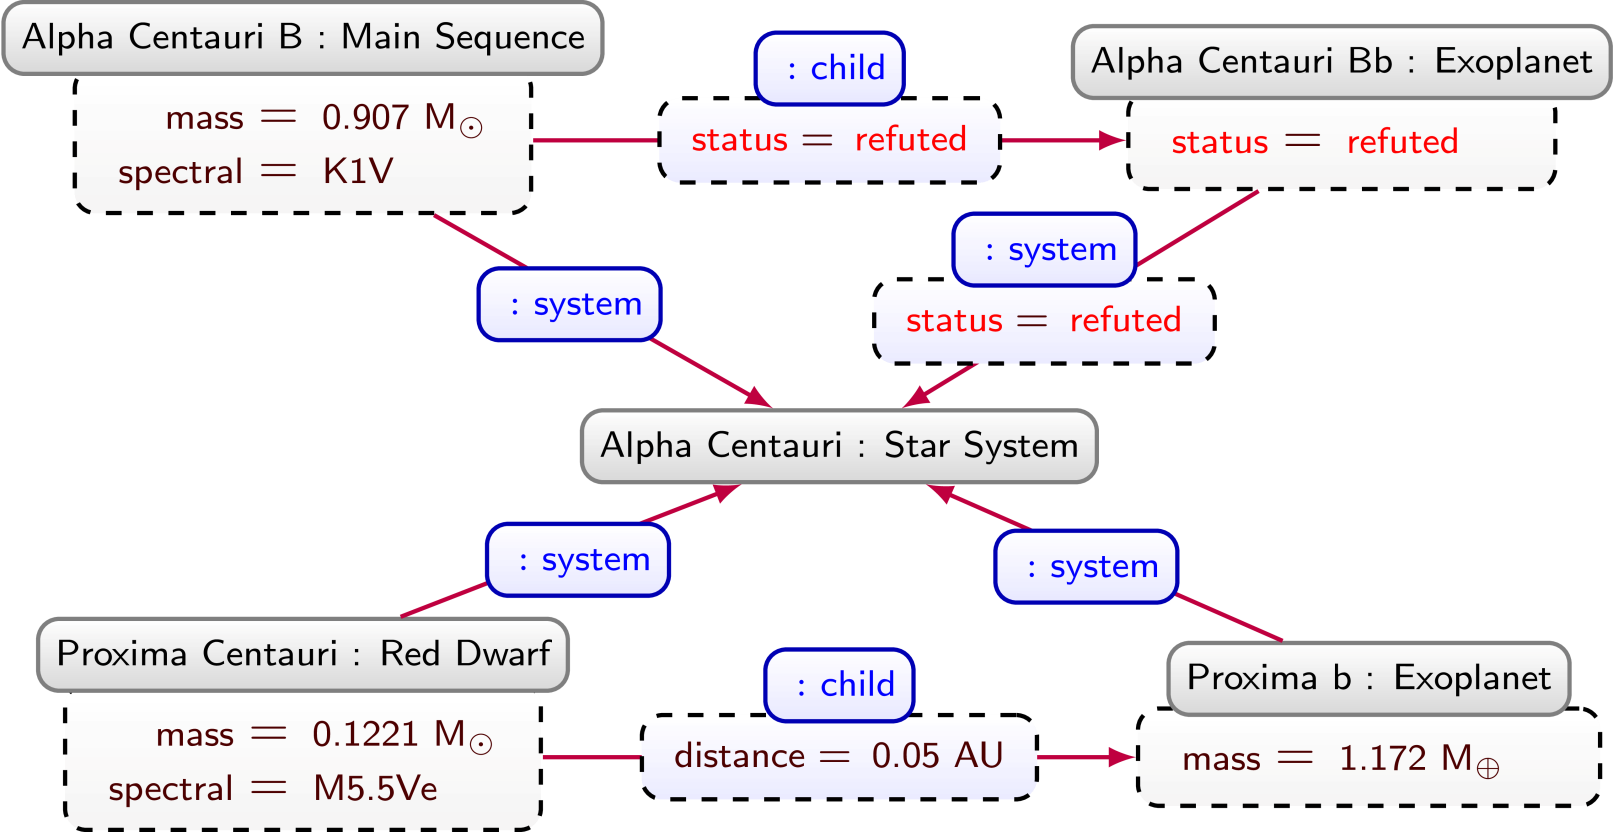 Alpha Centauri B : Main Sequence
mass = 0.907 M☉
spectral = K1V
: child
status = refuted
Alpha Centauri Bb : Exoplanet
status = refuted
: system
: system
status = refuted
Alpha Centauri : Star System
: system
: system
Proxima Centauri : Red Dwarf
mass = 0.1221 M☉
spectral = M5.5Ve
: child
distance = 0.05 AU
Proxima b : Exoplanet
mass = 1.172 M⊕